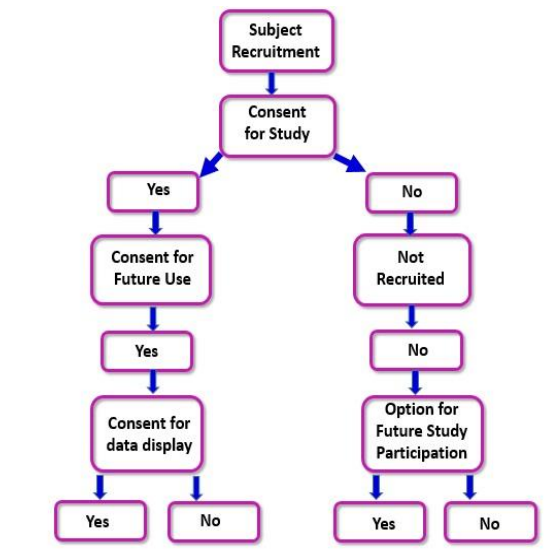 Subject
Recruitment
Consent
for Study
Yes
No
Consent for
Future Use
Not
Recruited
Yes
No
Consent for
data display
Option for
Future Study
Participation
Yes
No
Yes
No